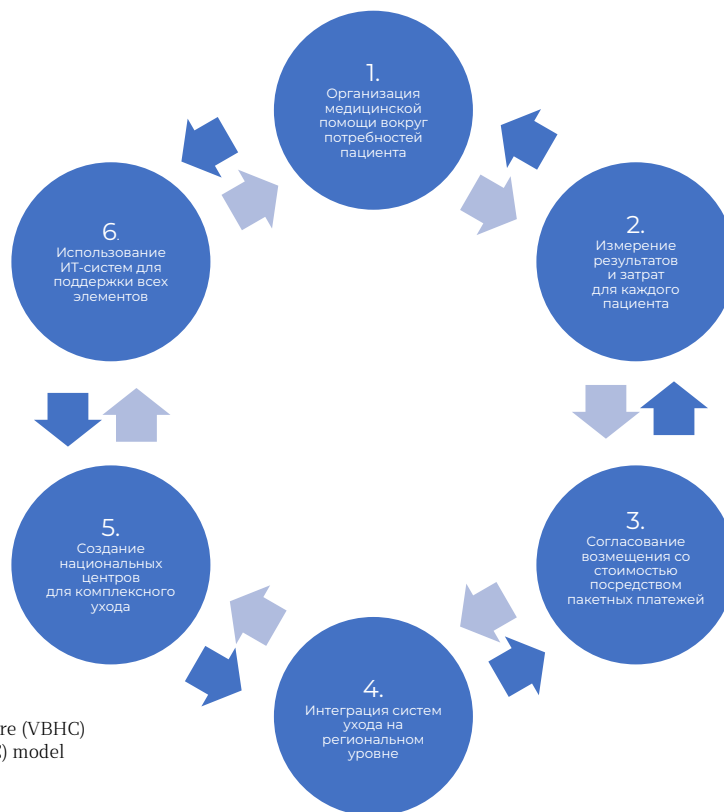 1.
Организация
медицинской
помощи вокруг
потребностей
пациента
2.
Измерение
результатов
и затрат
для каждого
пациента
3.
Согласование
возмещения со
стоимостью
посредством
пакетных платежей
4.
Интеграция систем
ухода на
региональном
уровне
5.
Создание
национальных
центров
для комплексного
ухода
6.
Использование
ИТ-систем для
поддержки всех
элементов
re (VBHC)
) model